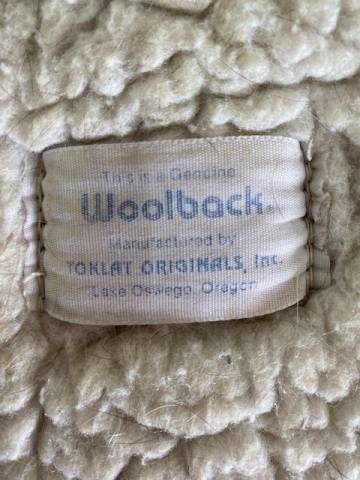 This is a Genuine
Woolback®
Manufactured by
TOKLAT ORIGINALS, Inc.
Lake Oswego, Oregon